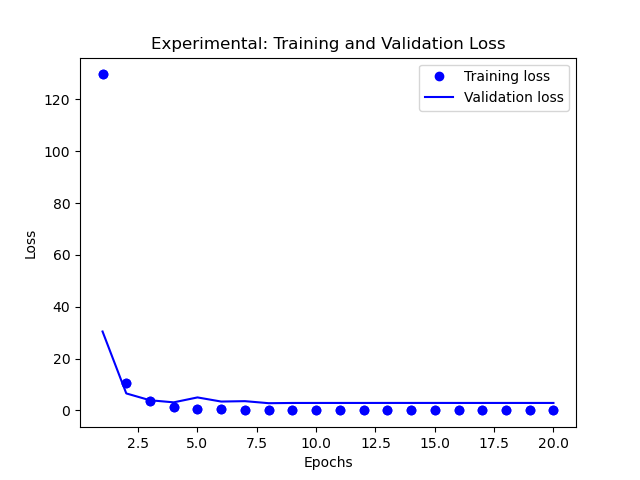 Experimental: Training and Validation Loss
Training loss
Validation loss
120
100
80
60
40
20
0
Loss
2.5 5.0 7.5 10.0 12.5 15.0 17.5 20.0
Epochs